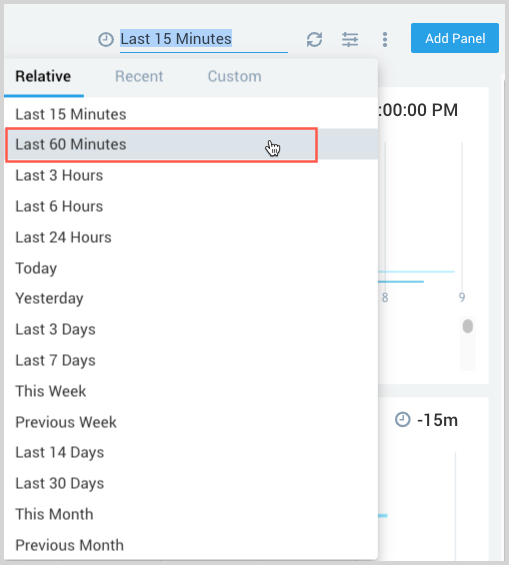 Last 15 Minutes
Add Panel
Relative Recent Custom
:00:00 PM
Last 15 Minutes
Last 60 Minutes
Last 3 Hours
Last 6 Hours
Last 24 Hours
Today
Yesterday
8 9
Last 3 Days
Last 7 Days
This Week
Previous Week
-15m
Last 14 Days
Last 30 Days
This Month
Previous Month